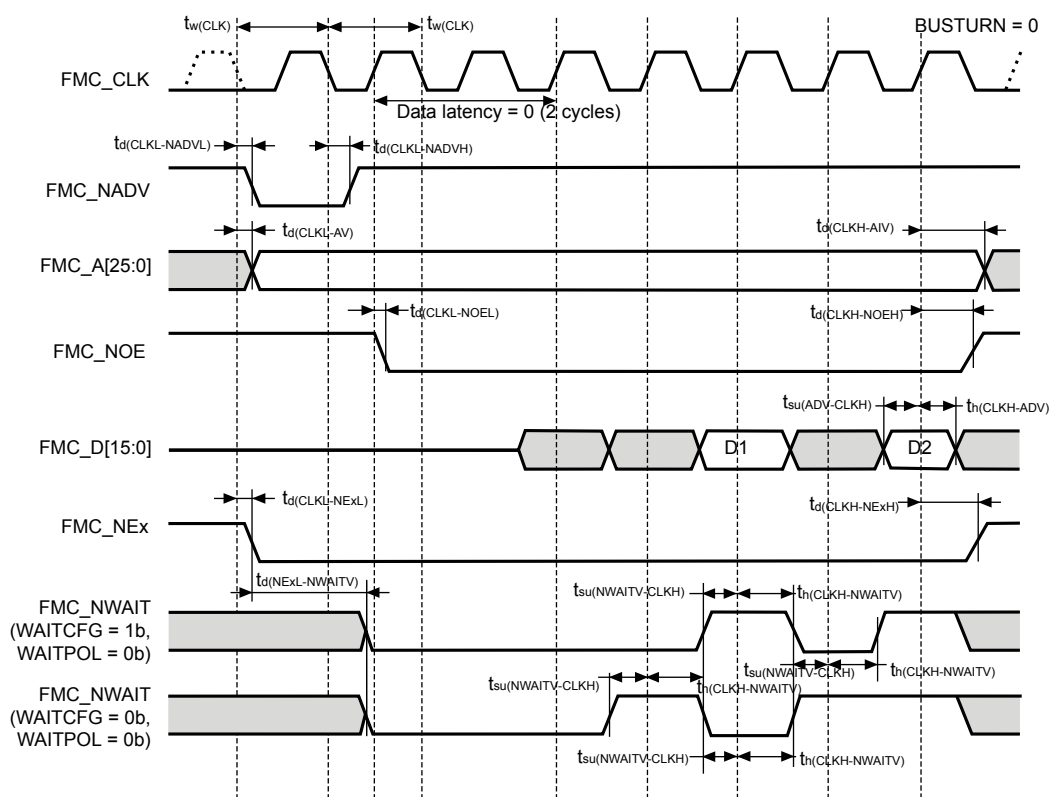 tw(CLK) tw(CLK) BUSTURN = 0
FMC_CLK
Data latency = 0 (2 cycles)
td(CLKL-NADVL) td(CLKL-NADVH)
FMC_NADV
td(CLKL-AV) td(CLKH-AIV)
FMC_A[25:0]
td(CLKL-NOEL) td(CLKH-NOEH)
FMC_NOE
tsu(ADV-CLKH) th(CLKH-ADV)
FMC_D[15:0] D1 D2
td(CLKL-NExL) td(CLKH-NExH)
FMC_NEx
td(NExL-NWAITV)
tsu(NWAITV-CLKH) th(CLKH-NWAITV)
FMC_NWAIT
(WAITCFG = 1b,
WAITPOL = 0b)
tsu(NWAITV-CLKH) th(CLKH-NWAITV)
tsu(NWAITV-CLKH) th(CLKH-NWAITV)
FMC_NWAIT
(WAITCFG = 0b,
WAITPOL = 0b)
tsu(NWAITV-CLKH) th(CLKH-NWAITV)